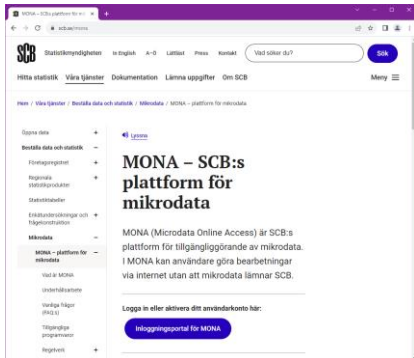 MONA – SCB:s plattform för m
scb.se/mona
SCB Statistikmyndigheten In English A–Ö Lättläst Press Kontakt Vad söker du? Sök
Hitta statistik Våra tjänster Dokumentation Lämna uppgifter Om SCB Meny
Hem / Våra tjänster / Beställa data och statistik / Mikrodata / MONA – plattform för mikrodata
Öppna data
Beställa data och statistik
Företagsregistret
Regionala
statistikprodukter
Statistiktabeller
Enkätundersökningar och
frågekonstruktion
Mikrodata
MONA – plattform för
mikrodata
Vad är MONA
Underhållsarbete
Vanliga frågor
(FAQ:s)
Tillgängliga
programvaror
Regelverk
Lyssna
MONA – SCB:s
plattform för
mikrodata
MONA (Microdata Online Access) är SCB:s
plattform för tillgängliggörande av mikrodata.
I MONA kan användare göra bearbetningar
via internet utan att mikrodata lämnar SCB.
Logga in eller aktivera ditt användarkonto här:
Inloggningsportal för MONA